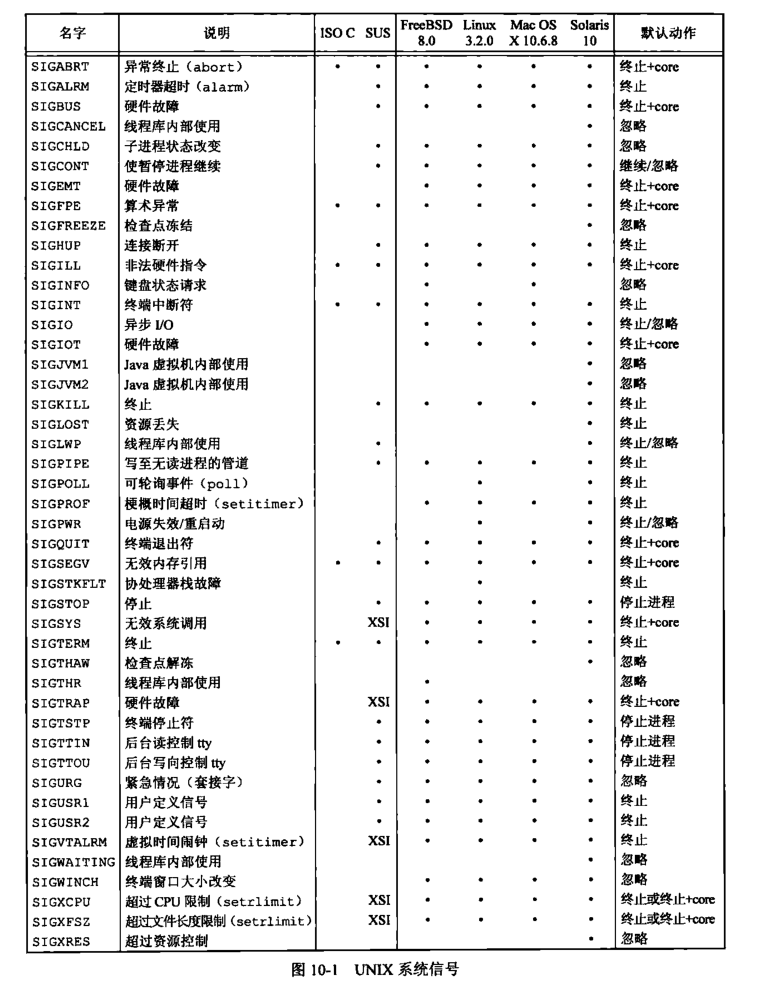 名字 说明 ISO C SUS FreeBSD 8.0 Linux 3.2.0 Mac OS X 10.6.8 Solaris 10 默认动作
SIGABRT 异常终止（abort） • • • • • • 终止+core
SIGALRM 定时器超时（alarm） • • • • • 终止
SIGBUS 硬件故障 • • • • • 终止+core
SIGCANCEL 线程库内部使用 • 忽略
SIGCHLD 子进程状态改变 • • • • • 忽略
SIGCONT 使暂停进程继续 • • • • • 继续/忽略
SIGEMT 硬件故障 • • • • 终止+core
SIGFPE 算术异常 • • • • • • 终止+core
SIGFREEZE 检查点冻结 • 忽略
SIGHUP 连接断开 • • • • • 终止
SIGILL 非法硬件指令 • • • • • • 终止+core
SIGINFO 键盘状态请求 • • 忽略
SIGINT 终端中断符 • • • • • • 终止
SIGIO 异步 I/O • • • • 终止/忽略
SIGIOT 硬件故障 • • • • 终止+core
SIGJVM1 Java 虚拟机内部使用 • 忽略
SIGJVM2 Java 虚拟机内部使用 • 忽略
SIGKILL 终止 • • • • • 终止
SIGLOST 资源丢失 • 终止
SIGLWP 线程库内部使用 • • 终止/忽略
SIGPIPE 写至无读进程的管道 • • • • • 终止
SIGPOLL 可轮询事件（poll） • • 终止
SIGPROF 梗概时间超时（setitimer） • • • • 终止
SIGPWR 电源失效/重启动 • • 终止/忽略
SIGQUIT 终端退出符 • • • • • 终止+core
SIGSEGV 无效内存引用 • • • • • • 终止+core
SIGSTKFLT 协处理器栈故障 • 终止
SIGSTOP 停止 • • • • • 停止进程
SIGSYS 无效系统调用 XSI • • • • 终止+core
SIGTERM 终止 • • • • • • 终止
SIGTHAW 检查点解冻 • 忽略
SIGTHR 线程库内部使用 • 忽略
SIGTRAP 硬件故障 XSI • • • • 终止+core
SIGTSTP 终端停止符 • • • • • 停止进程
SIGTTIN 后台读控制 tty • • • • • 停止进程
SIGTTOU 后台写向控制 tty • • • • • 停止进程
SIGURG 紧急情况（套接字） • • • • • 忽略
SIGUSR1 用户定义信号 • • • • • 终止
SIGUSR2 用户定义信号 • • • • • 终止
SIGVTALRM 虚拟时间闹钟（setitimer） XSI • • • • 终止
SIGWAITING 线程库内部使用 • 忽略
SIGWINCH 终端窗口大小改变 • • • • 忽略
SIGXCPU 超过 CPU 限制（setrlimit） XSI • • • • 终止或终止+core
SIGXFSZ 超过文件长度限制（setrlimit） XSI • • • • 终止或终止+core
SIGXRES 超过资源控制 • 忽略
图 10-1 UNIX 系统信号